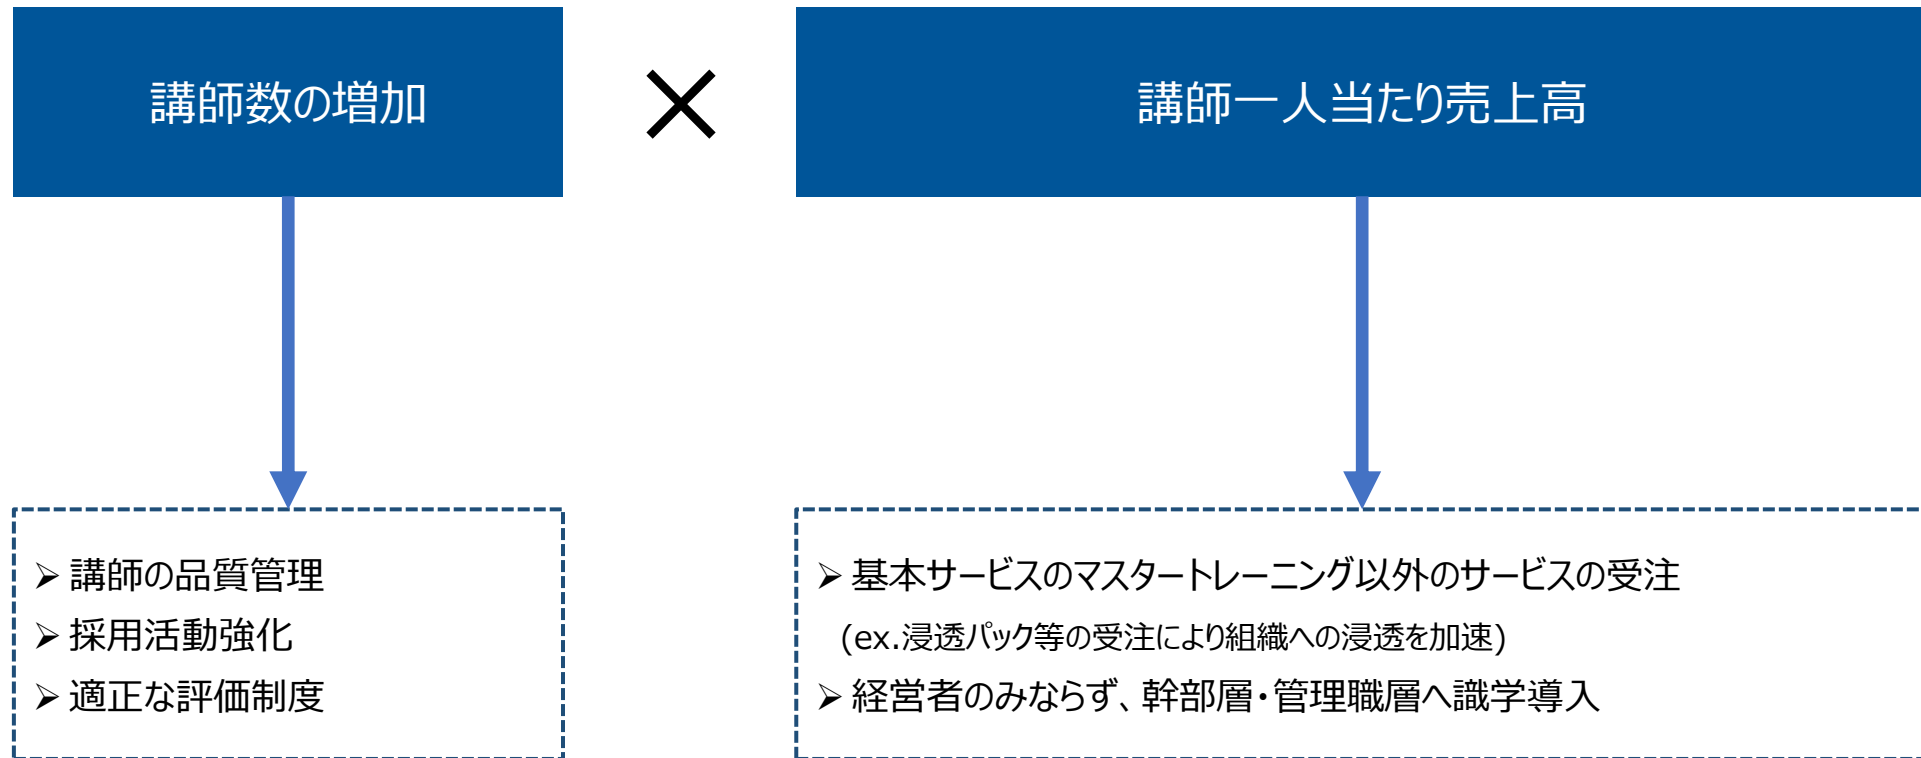 講師数の増加
×
講師一人当たり売上高
➢ 講師の品質管理
➢ 採用活動強化
➢ 適正な評価制度
➢ 基本サービスのマスタートレーニング以外のサービスの受注
(ex.浸透パック等の受注により組織への浸透を加速)
➢ 経営者のみならず、幹部層・管理職層へ識学導入